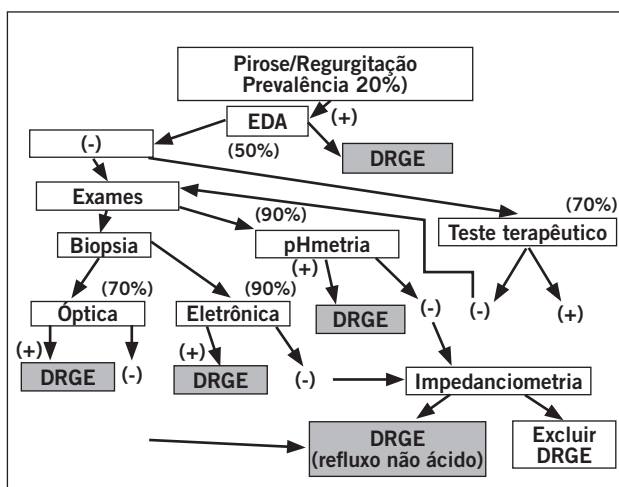 Pirose/Regurgitação
Prevalência 20%)
EDA
(+)
(-)
(50%)
DRGE
Exames
(90%)
(70%)
Biopsia
pHmetria
Teste terapêutico
(+)
(70%)
(90%)
(-)
(-)
(+)
Óptica
Eletrônica
DRGE
(+)
(-)
(+)
(-)
DRGE
DRGE
Impedanciometria
DRGE
(refluxo não ácido)
Excluir
DRGE